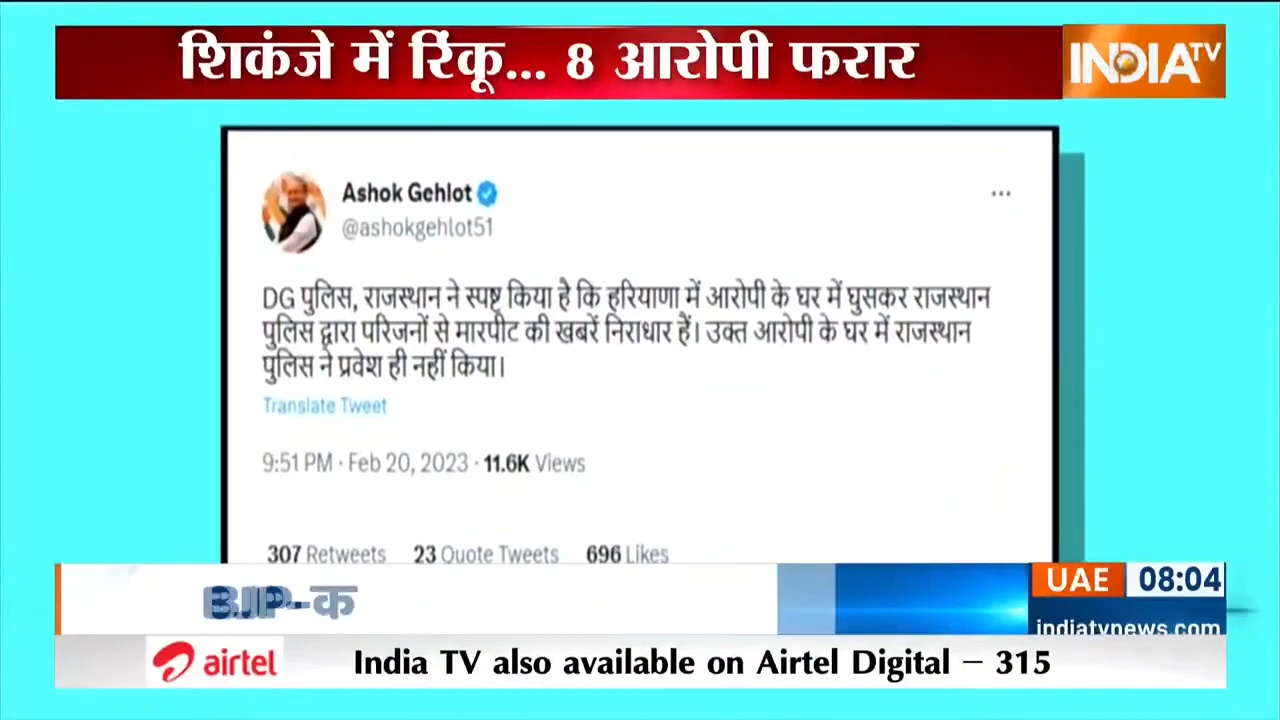 शिकंजे में रिंकू... 8 आरोपी फरार
INDIA TV
Ashok Gehlot
@ashokgehlot51
DG पुलिस, राजस्थान ने स्पष्ट किया है कि हरियाणा में आरोपी के घर में घुसकर राजस्थान
पुलिस द्वारा परिजनों से मारपीट की खबरें निराधार हैं। उक्त आरोपी के घर में राजस्थान
पुलिस ने प्रवेश ही नहीं किया।
Translate Tweet
9:51 PM · Feb 20, 2023 · 11.6K Views
307 Retweets 23 Quote Tweets 696 Likes
BJP-क
UAE 08:04
indiatvnews.com
airtel India TV also available on Airtel Digital – 315